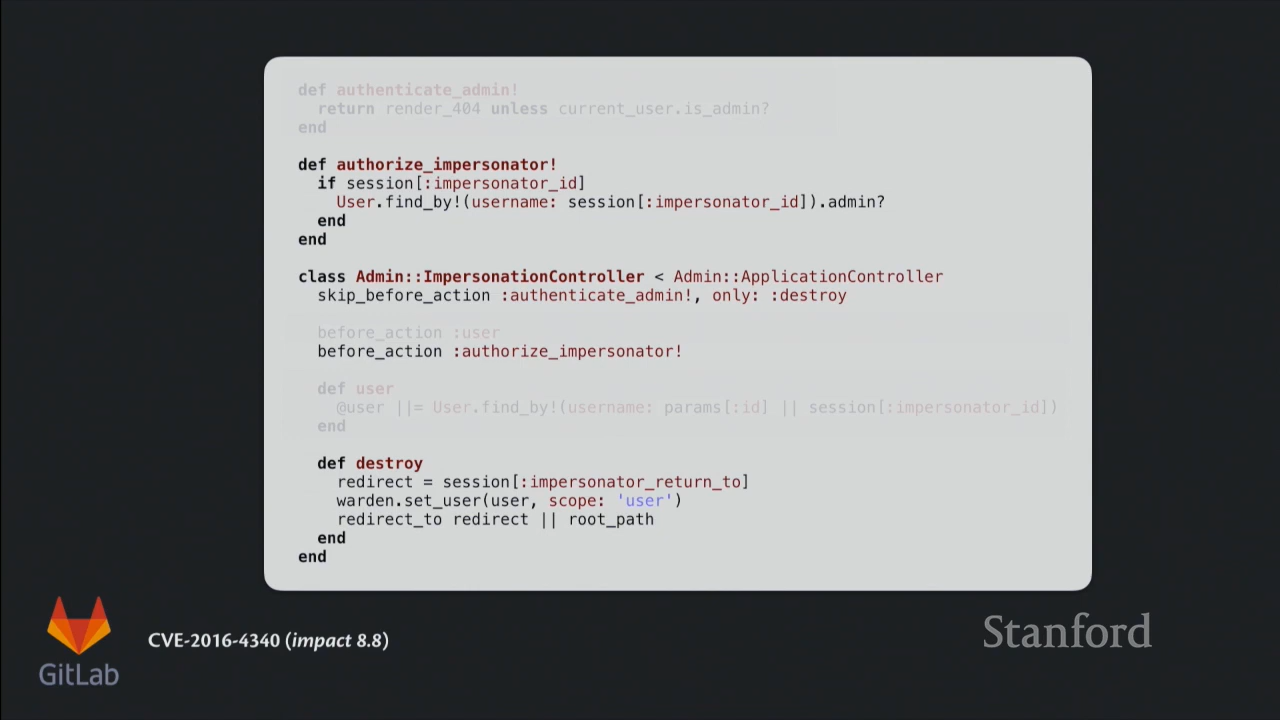 def authenticate_admin!
return render_404 unless current_user.is_admin?
end
def authorize_impersonator!
if session[:impersonator_id]
User.find_by!(username: session[:impersonator_id]).admin?
end
end
class Admin::ImpersonationController < Admin::ApplicationController
skip_before_action :authenticate_admin!, only: :destroy
before_action :user
before_action :authorize_impersonator!
def user
@user ||= User.find_by!(username: params[:id] || session[:impersonator_id])
end
def destroy
redirect = session[:impersonator_return_to]
warden.set_user(user, scope: 'user')
redirect_to redirect || root_path
end
end
GitLab
CVE-2016-4340 (impact 8.8)
Stanford